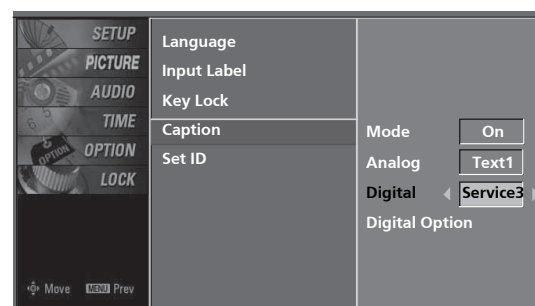 SETUP
PICTURE
AUDIO
TIME
OPTION
LOCK
Move MENU Prev
Language
Input Label
Key Lock
Caption
Set ID
Mode On
Analog Text1
Digital Service3
Digital Option